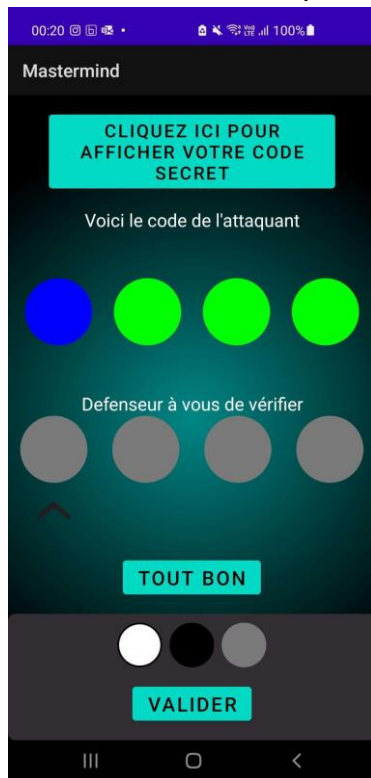 00:20 100%
Mastermind
CLIQUEZ ICI POUR
AFFICHER VOTRE CODE
SECRET
Voici le code de l'attaquant
Defenseur à vous de vérifier
TOUT BON
VALIDER